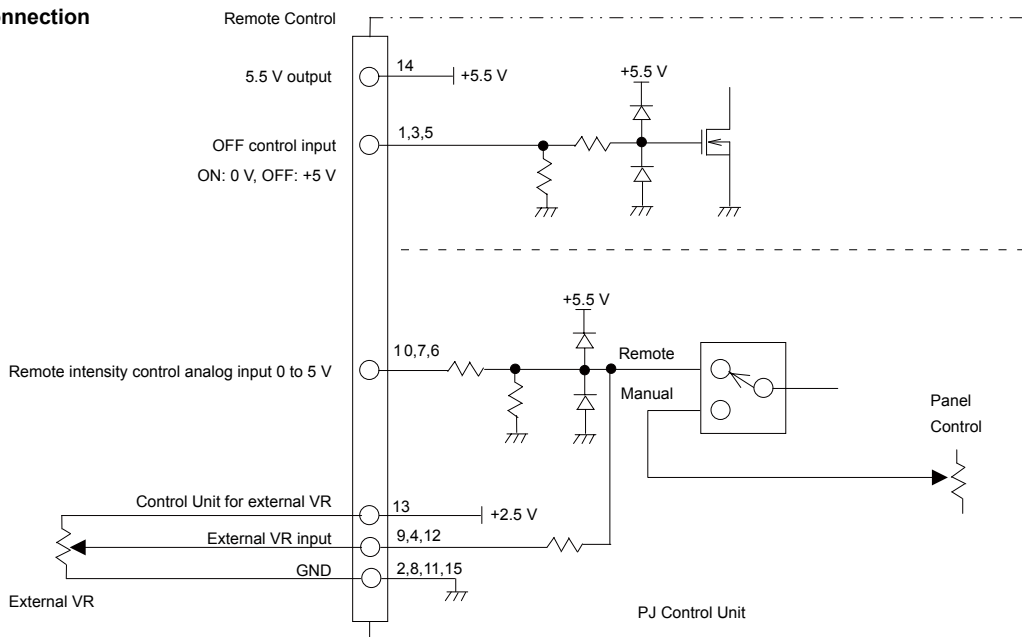 onnection
Remote Control
5.5 V output
14
+5.5 V
+5.5 V
OFF control input
1,3,5
ON: 0 V, OFF: +5 V
+5.5 V
Remote intensity control analog input 0 to 5 V
10,7,6
Remote
Manual
Panel
Control
Control Unit for external VR
13
+2.5 V
External VR input
9,4,12
GND
2,8,11,15
External VR
PJ Control Unit